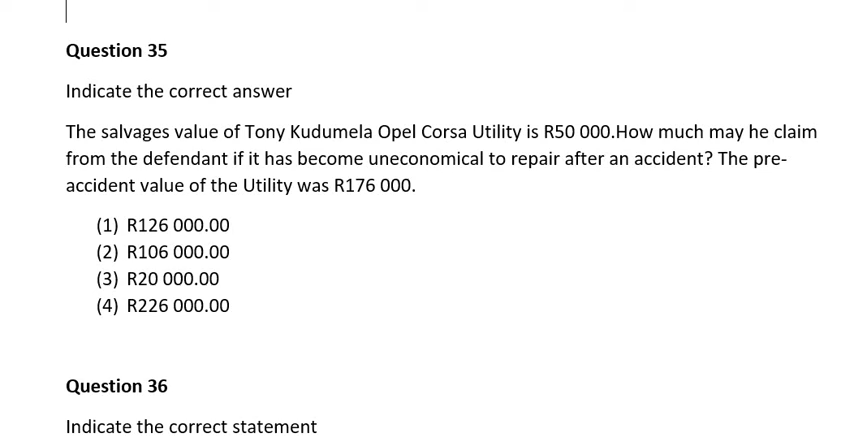 Question 35
Indicate the correct answer
The salvages value of Tony Kudumela Opel Corsa Utility is R50 000.How much may he claim
from the defendant if it has become uneconomical to repair after an accident? The pre-
accident value of the Utility was R176 000.
(1) R126 000.00
(2) R106 000.00
(3) R20 000.00
(4) R226 000.00
Question 36
Indicate the correct statement